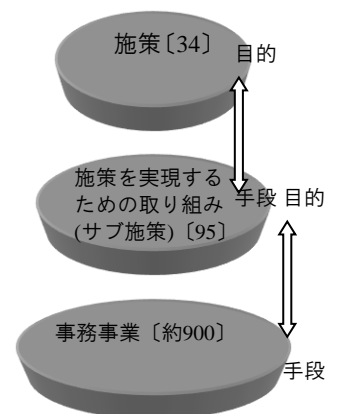 施策〔34〕
目的
施策を実現する
ための取り組み
(サブ施策)〔95〕
手段 目的
事務事業〔約900〕
手段